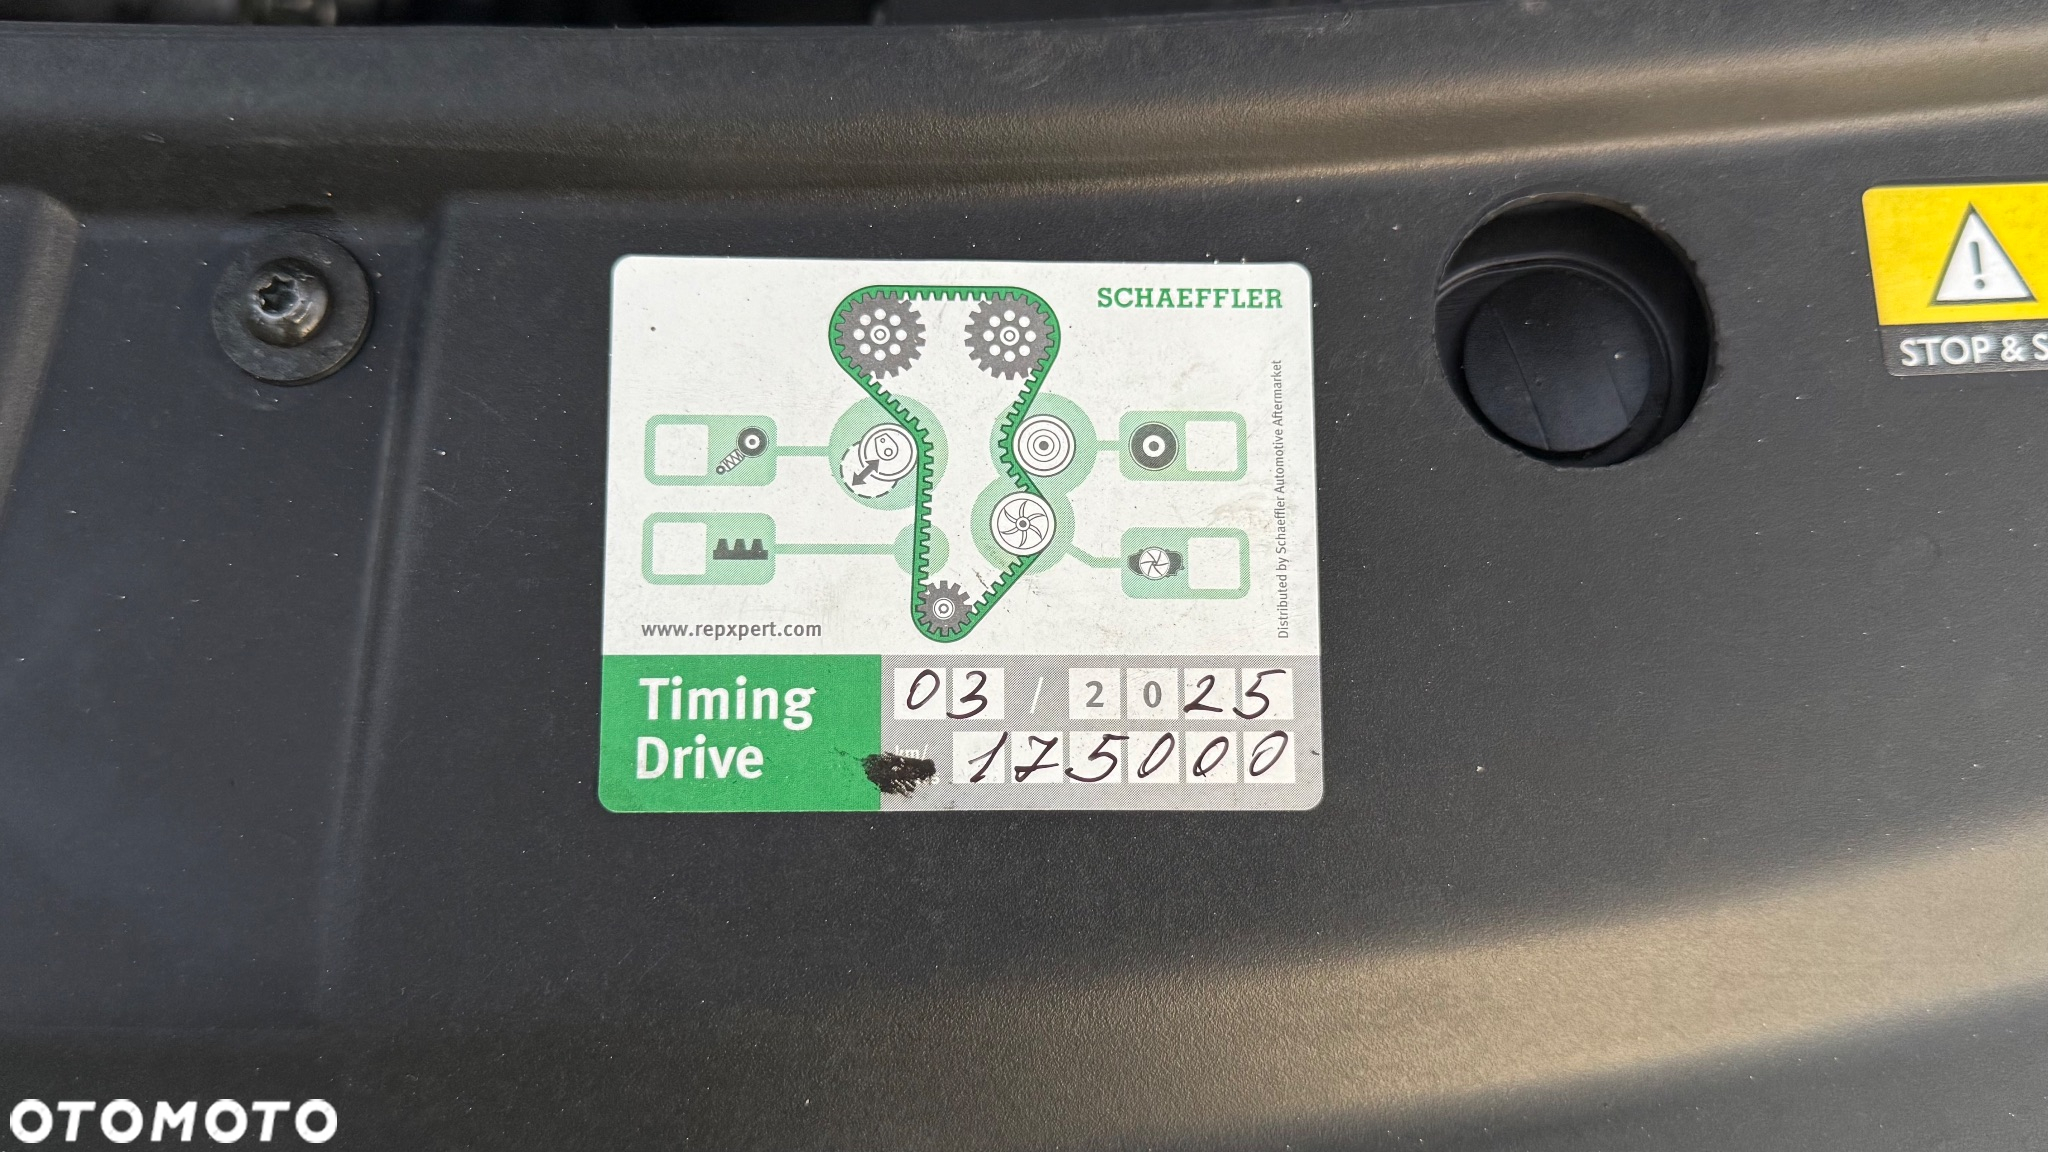 SCHAEFFLER
STOP & S
Distributed by Schaeffler Automotive Aftermarket
www.repxpert.com
Timing
Drive
03 / 2025
km/
175000
OTOMOTO